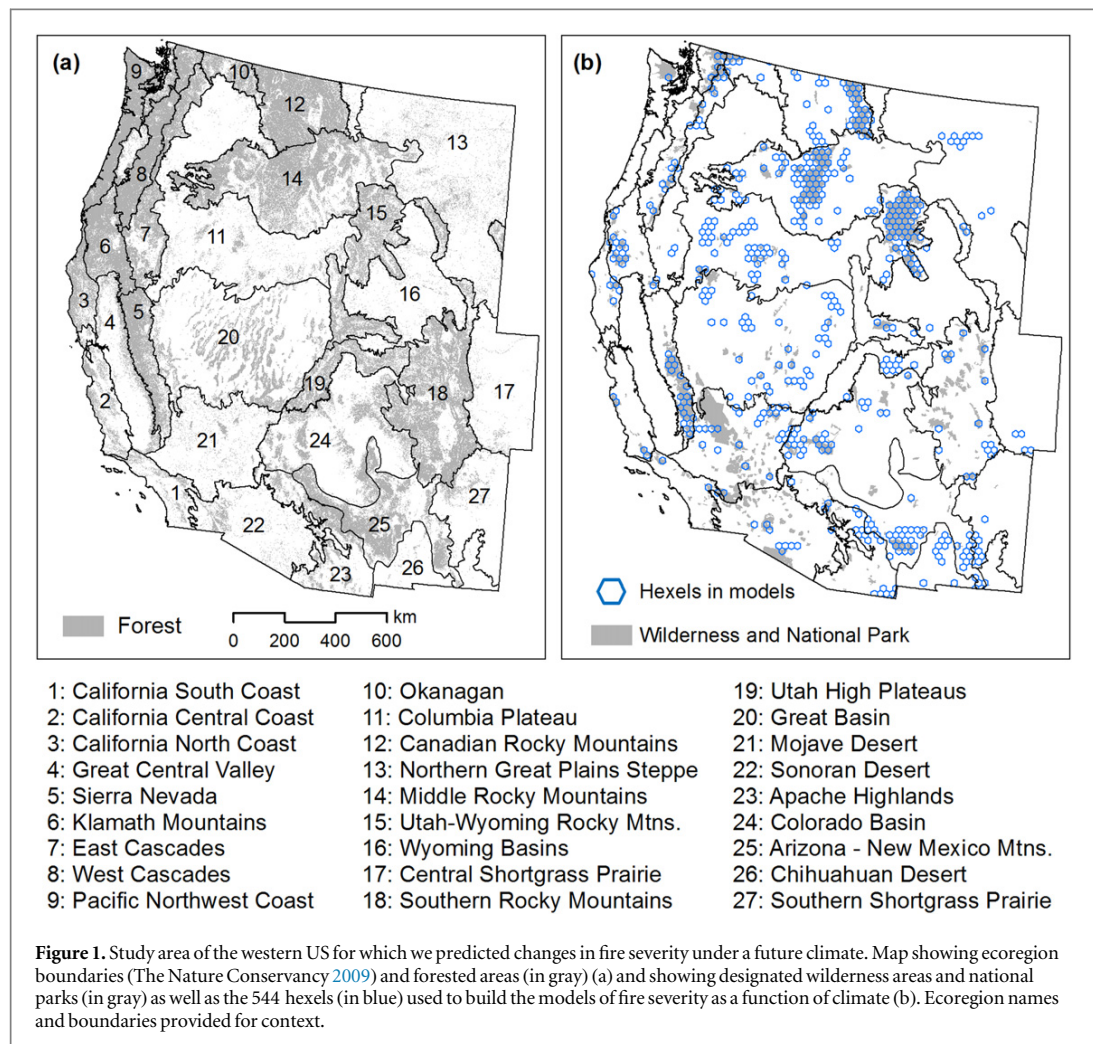 (a)
9
10
12
13
8
14
15
7
11
6
16
3
5
4
20
19
18
17
2
21
24
1
25
27
22
23
26
Forest
km
0 200 400 600
(b)
Hexels in models
Wilderness and National Park
1: California South Coast
2: California Central Coast
3: California North Coast
4: Great Central Valley
5: Sierra Nevada
6: Klamath Mountains
7: East Cascades
8: West Cascades
9: Pacific Northwest Coast
10: Okanagan
11: Columbia Plateau
12: Canadian Rocky Mountains
13: Northern Great Plains Steppe
14: Middle Rocky Mountains
15: Utah-Wyoming Rocky Mtns.
16: Wyoming Basins
17: Central Shortgrass Prairie
18: Southern Rocky Mountains
19: Utah High Plateaus
20: Great Basin
21: Mojave Desert
22: Sonoran Desert
23: Apache Highlands
24: Colorado Basin
25: Arizona - New Mexico Mtns.
26: Chihuahuan Desert
27: Southern Shortgrass Prairie
Figure 1. Study area of the western US for which we predicted changes in fire severity under a future climate. Map showing ecoregion
boundaries (The Nature Conservancy 2009) and forested areas (in gray) (a) and showing designated wilderness areas and national
parks (in gray) as well as the 544 hexels (in blue) used to build the models of fire severity as a function of climate (b). Ecoregion names
and boundaries provided for context.